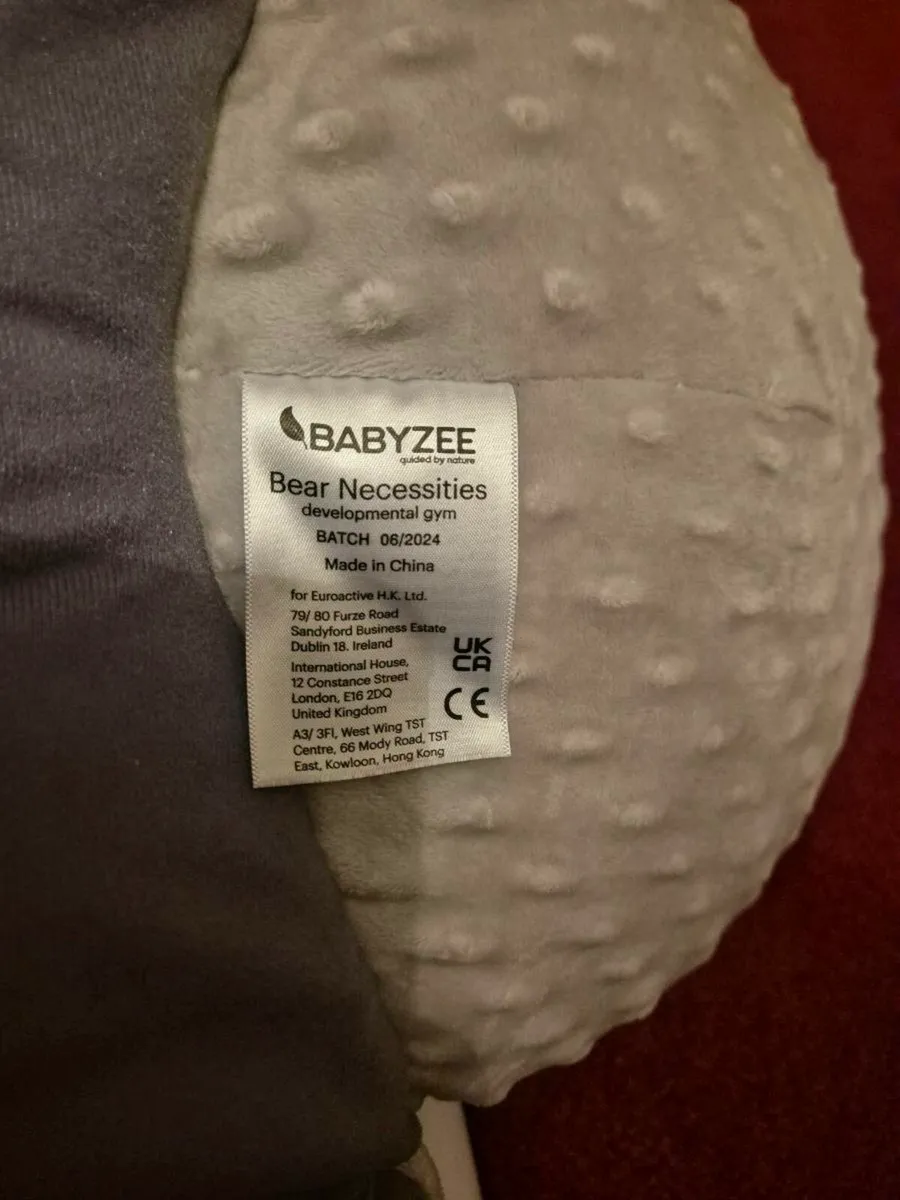 BABYZEE
guided by nature
Bear Necessities
developmental gym
BATCH 06/2024
Made in China
for Euroactive H.K. Ltd.
79/ 80 Furze Road
Sandyford Business Estate
Dublin 18. Ireland
International House,
12 Constance Street
London, E16 2DQ
United Kingdom
A3/ 3Fl, West Wing TST
Centre, 66 Mody Road, TST
East, Kowloon, Hong Kong
UK
CA
CE